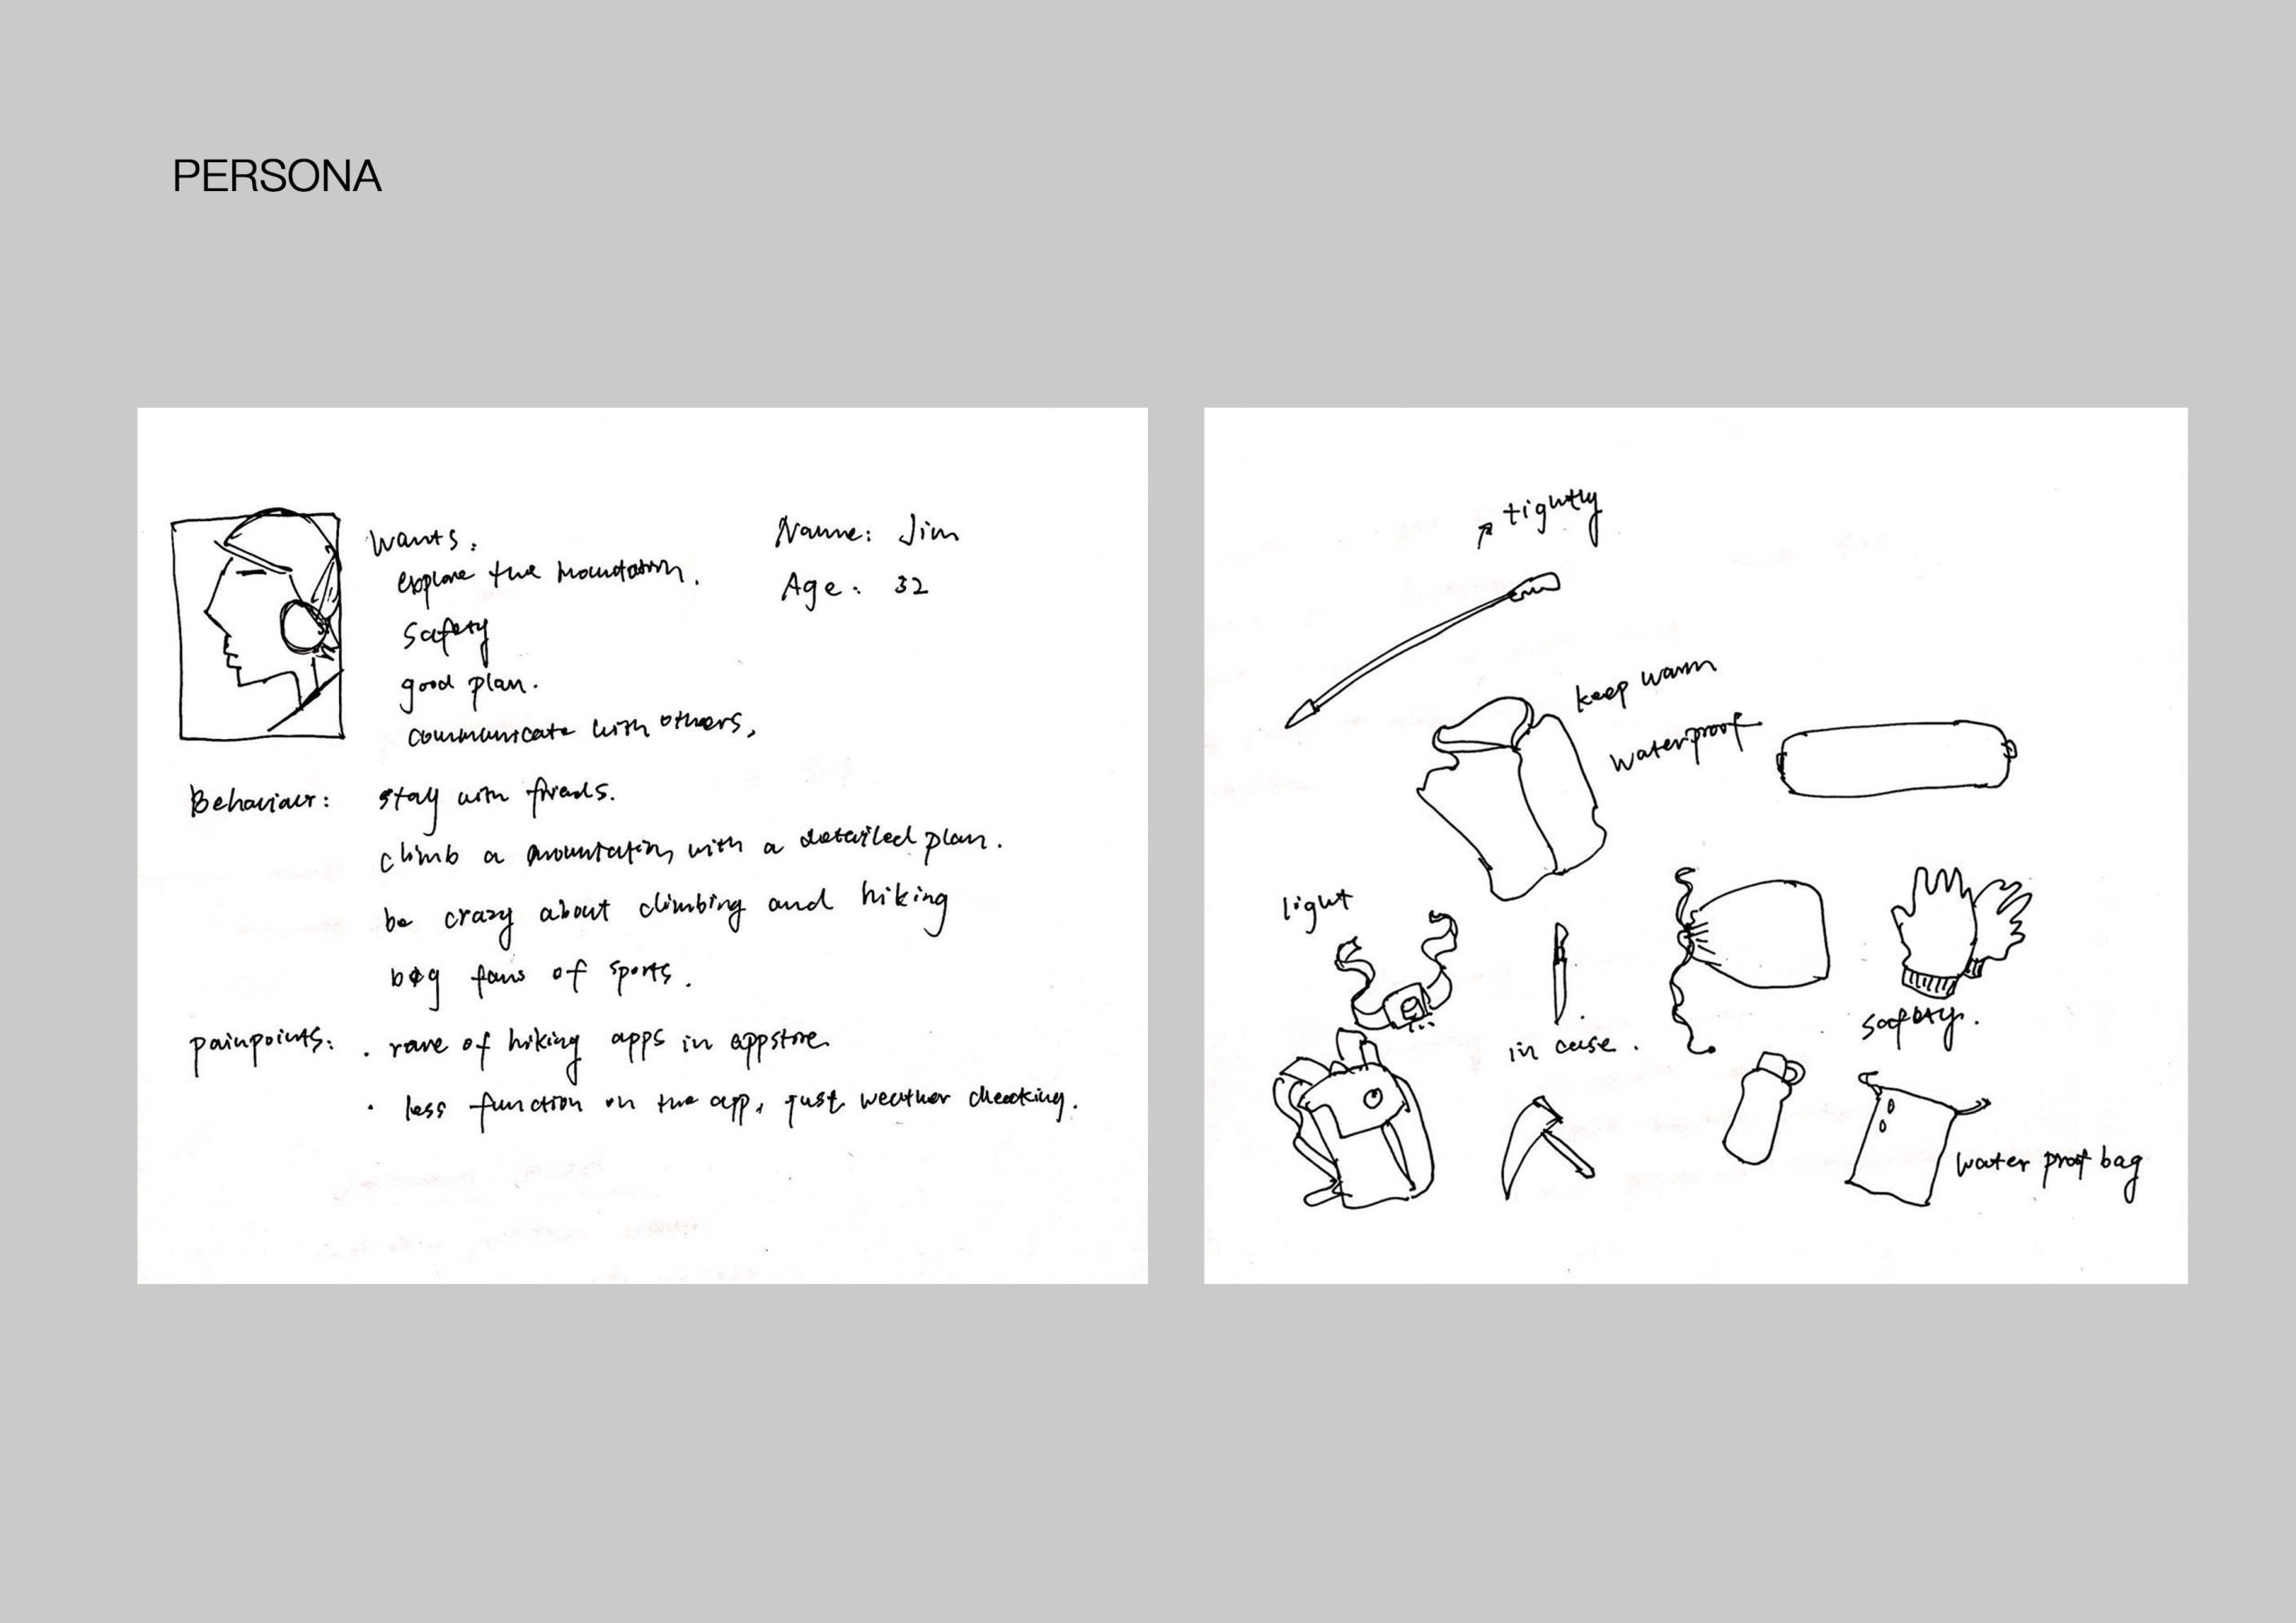 PERSONA
Wants:
explore the mountain.
Safety
good plan.
communicate with others,
Name: Jim
Age: 32
Behaviour: stay with friends.
climb a mountain, with a detailed plan.
be crazy about climbing and hiking
big fans of sports.
painpoints: • rare of hiking apps in appstore.
• less function on the app, just weather checking.
tightly
keep warm
waterproof
light
in case.
safety.
water proof bag